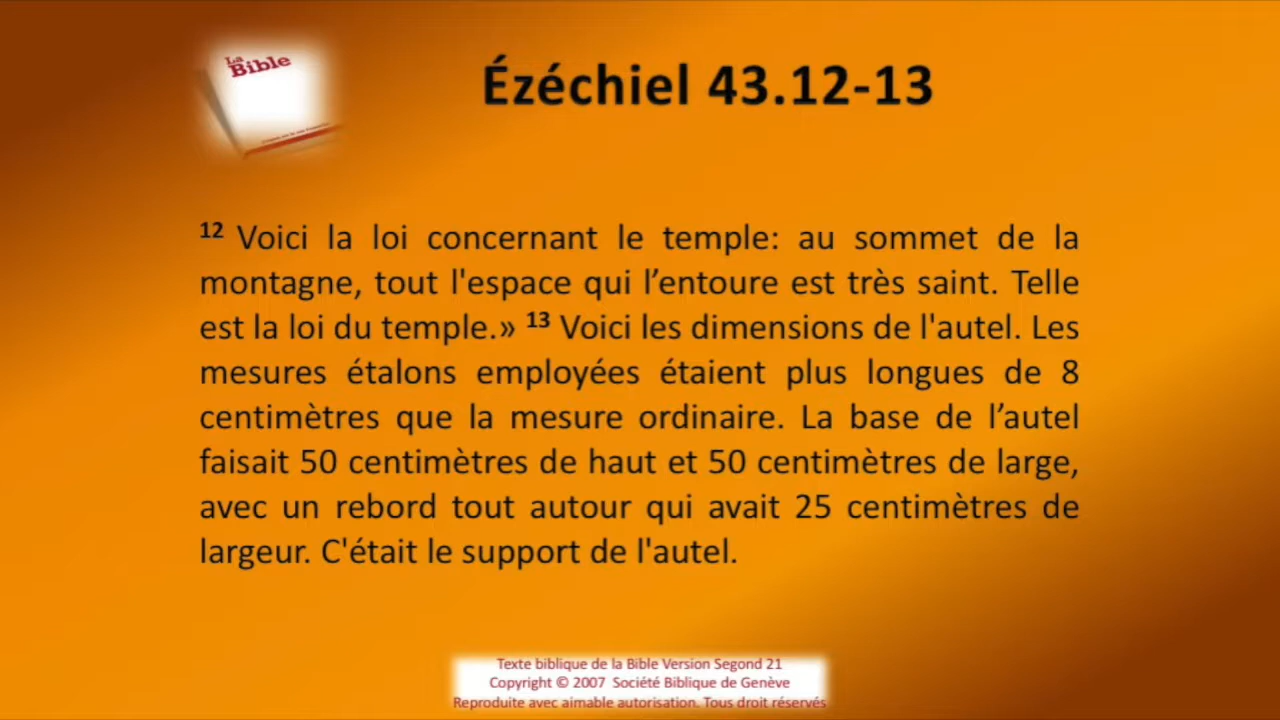 La
Bible
Ézéchiel 43.12-13
12 Voici la loi concernant le temple: au sommet de la
montagne, tout l'espace qui l’entoure est très saint. Telle
est la loi du temple.» 13 Voici les dimensions de l'autel. Les
mesures étalons employées étaient plus longues de 8
centimètres que la mesure ordinaire. La base de l’autel
faisait 50 centimètres de haut et 50 centimètres de large,
avec un rebord tout autour qui avait 25 centimètres de
largeur. C'était le support de l'autel.
Texte biblique de la Bible Version Segond 21
Copyright © 2007 Société Biblique de Genève
Reproduite avec aimable autorisation. Tous droit réservés